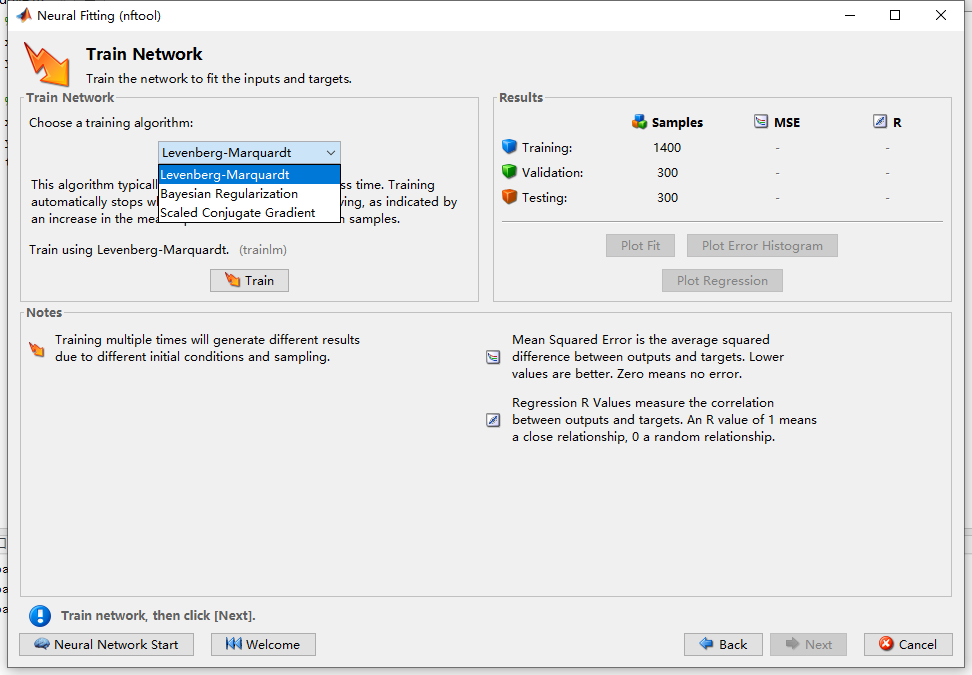 Neural Fitting (nftool)
Train Network
Train the network to fit the inputs and targets.
Train Network
Choose a training algorithm:
Levenberg-Marquardt
Levenberg-Marquardt
Bayesian Regularization
Scaled Conjugate Gradient
This algorithm typical
ss time. Training
automatically stops w
ving, as indicated by
an increase in the mea
n samples.
Train using Levenberg-Marquardt. (trainlm)
Train
Results
Samples MSE R
Training: 1400 - -
Validation: 300 - -
Testing: 300 - -
Plot Fit Plot Error Histogram
Plot Regression
Notes
Training multiple times will generate different results
due to different initial conditions and sampling.
Mean Squared Error is the average squared
difference between outputs and targets. Lower
values are better. Zero means no error.
Regression R Values measure the correlation
between outputs and targets. An R value of 1 means
a close relationship, 0 a random relationship.
Train network, then click [Next].
Neural Network Start Welcome Back Next Cancel